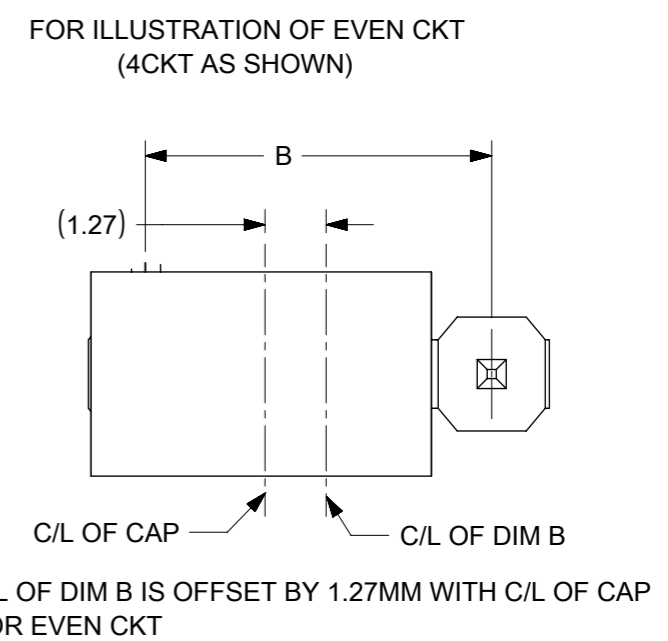 FOR ILLUSTRATION OF EVEN CKT
(4CKT AS SHOWN)
B
(1.27)
C/L OF CAP
C/L OF DIM B
L OF DIM B IS OFFSET BY 1.27MM WITH C/L OF CAP
OR EVEN CKT